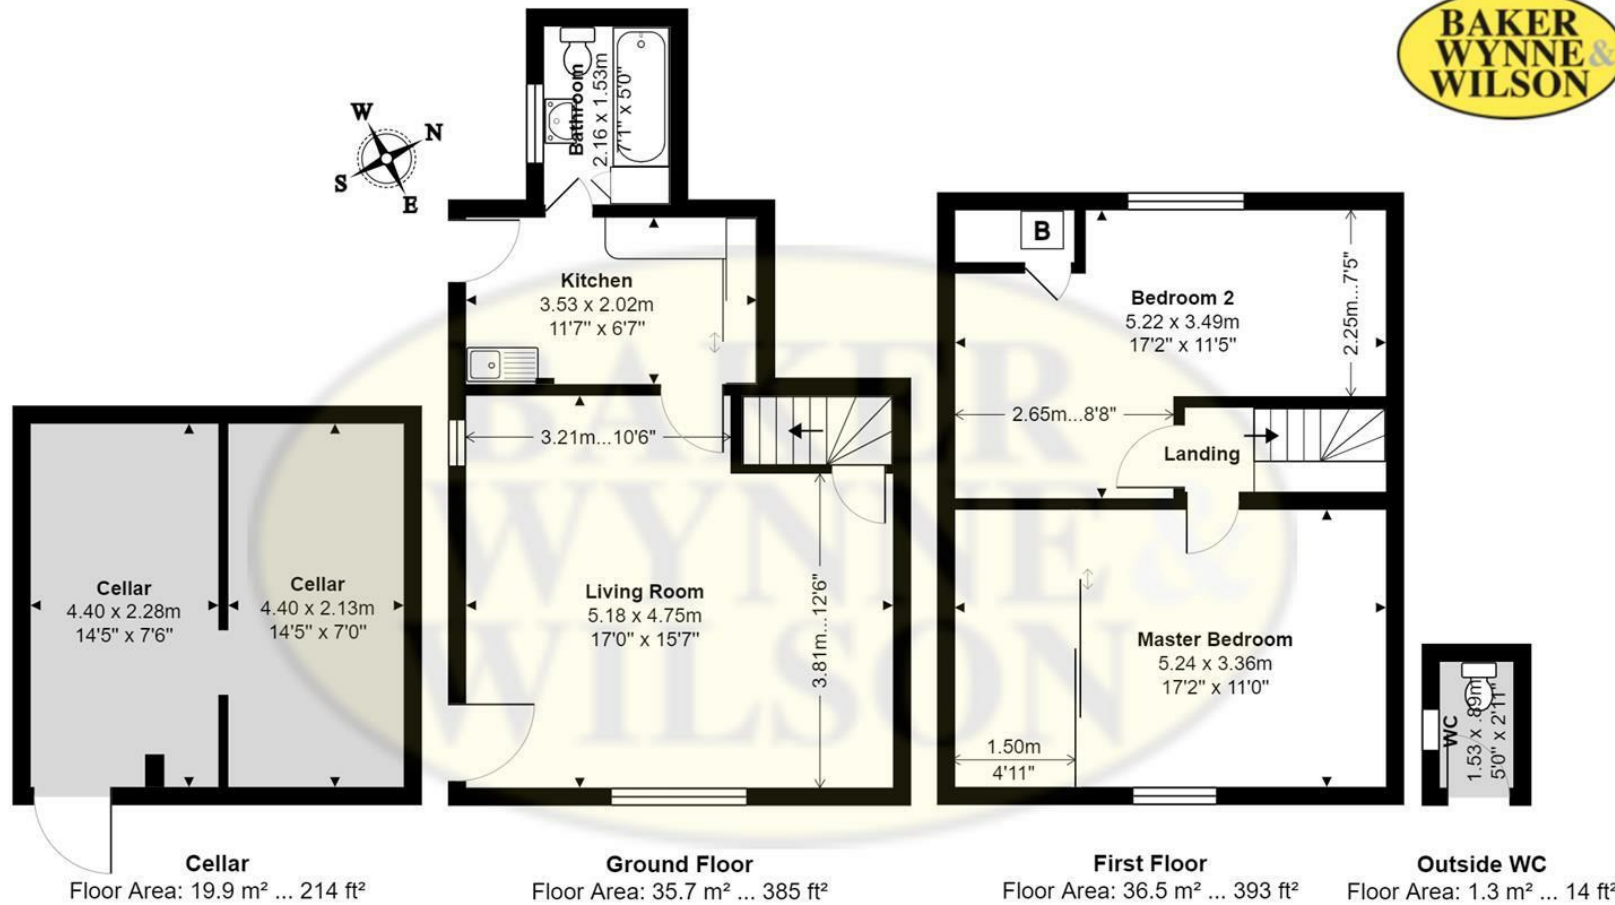 BAKER
WYNNE &
WILSON
W
N
S
E
Bathroom
2.16 x 1.53m
7'1" x 5'0"
Kitchen
3.53 x 2.02m
11'7" x 6'7"
3.21m...10'6"
Living Room
5.18 x 4.75m
17'0" x 15'7"
3.81m...12'6"
Cellar
4.40 x 2.28m
14'5" x 7'6"
Cellar
4.40 x 2.13m
14'5" x 7'0"
B
Bedroom 2
5.22 x 3.49m
17'2" x 11'5"
2.25m...7'5"
2.65m...8'8"
Landing
Master Bedroom
5.24 x 3.36m
17'2" x 11'0"
1.50m
4'11"
WC
1.53 x .89m
5'0" x 2'11"
BAKER
WYNNE &
WILSON
Cellar
Floor Area: 19.9 m² ... 214 ft²
Ground Floor
Floor Area: 35.7 m² ... 385 ft²
First Floor
Floor Area: 36.5 m² ... 393 ft²
Outside WC
Floor Area: 1.3 m² ... 14 ft²